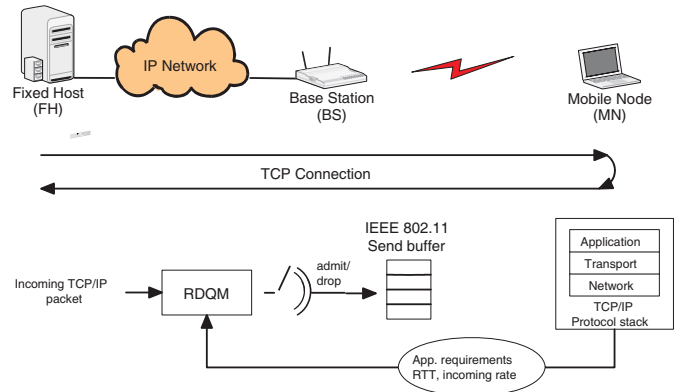 IP Network
Fixed Host
(FH)
Base Station
(BS)
Mobile Node
(MN)
TCP Connection
IEEE 802.11
Send buffer
Incoming TCP/IP
packet
RDQM
admit/
drop
Application
Transport
Network
TCP/IP
Protocol stack
App. requirements
RTT, incoming rate